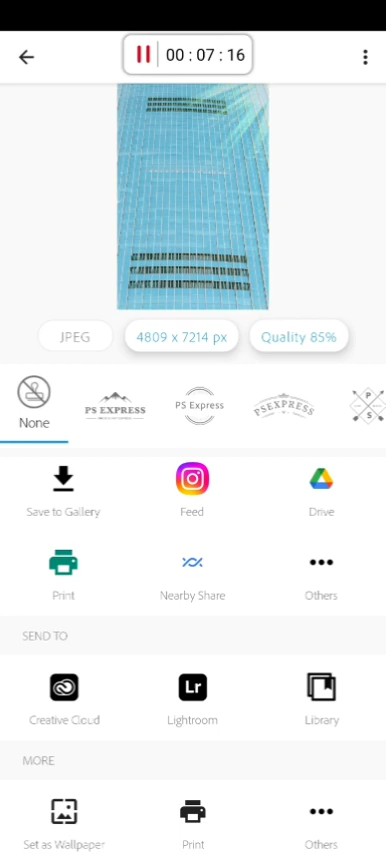 00 : 07 : 16
JPEG
4809 x 7214 px
Quality 85%
None
PS EXPRESS
PS Express
PSEXPRESS
P
S
Save to Gallery
Feed
Drive
Print
Nearby Share
Others
SEND TO
Lr
Creative Cloud
Lightroom
Library
MORE
Set as Wallpaper
Print
Others